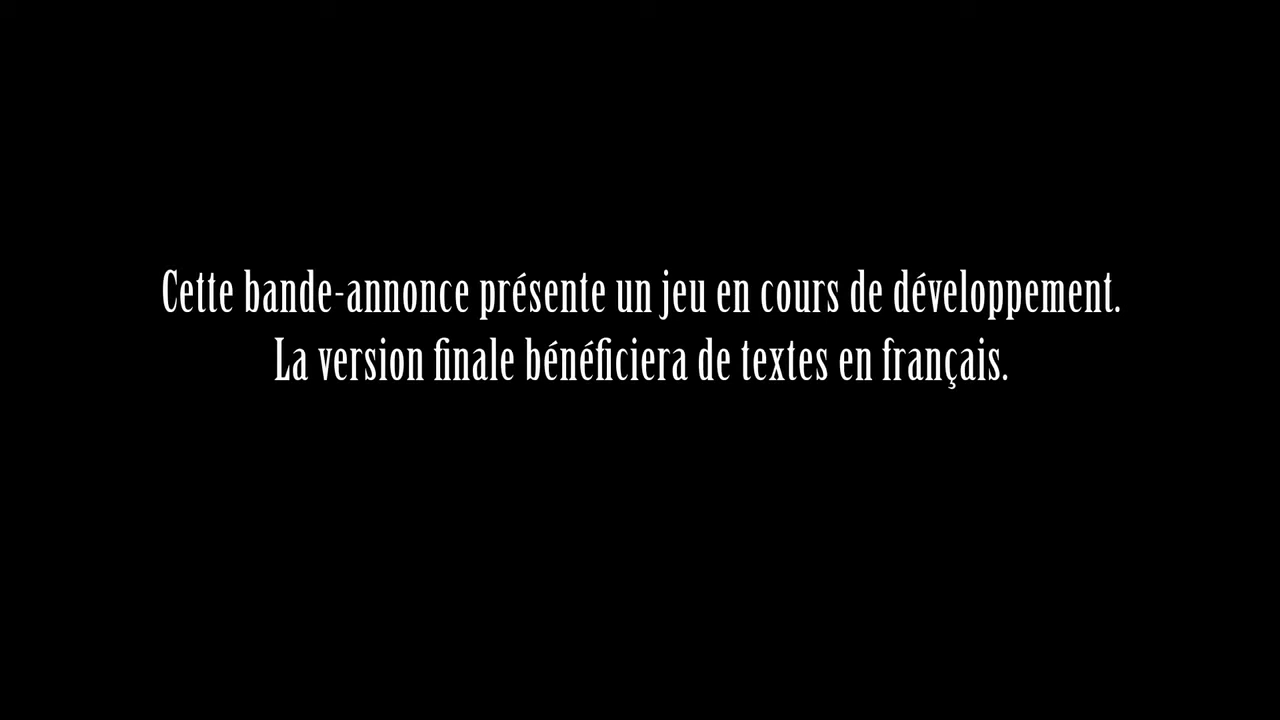 Cette bande-annonce présente un jeu en cours de développement.
La version finale bénéficiera de textes en français.